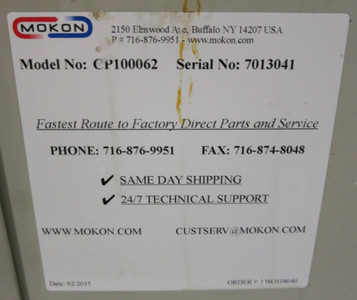 MOKON
2150 Elmwood Ave, Buffalo NY 14207 USA
P # 716-876-9951 - www.mokon.com
Model No: CP100062 Serial No: 7013041
Fastest Route to Factory Direct Parts and Service
PHONE: 716-876-9951 FAX: 716-874-8048
✓ SAME DAY SHIPPING
✓ 24/7 TECHNICAL SUPPORT
WWW.MOKON.COM CUSTSERV@MOKON.COM
Date: 02/2015 ORDER #